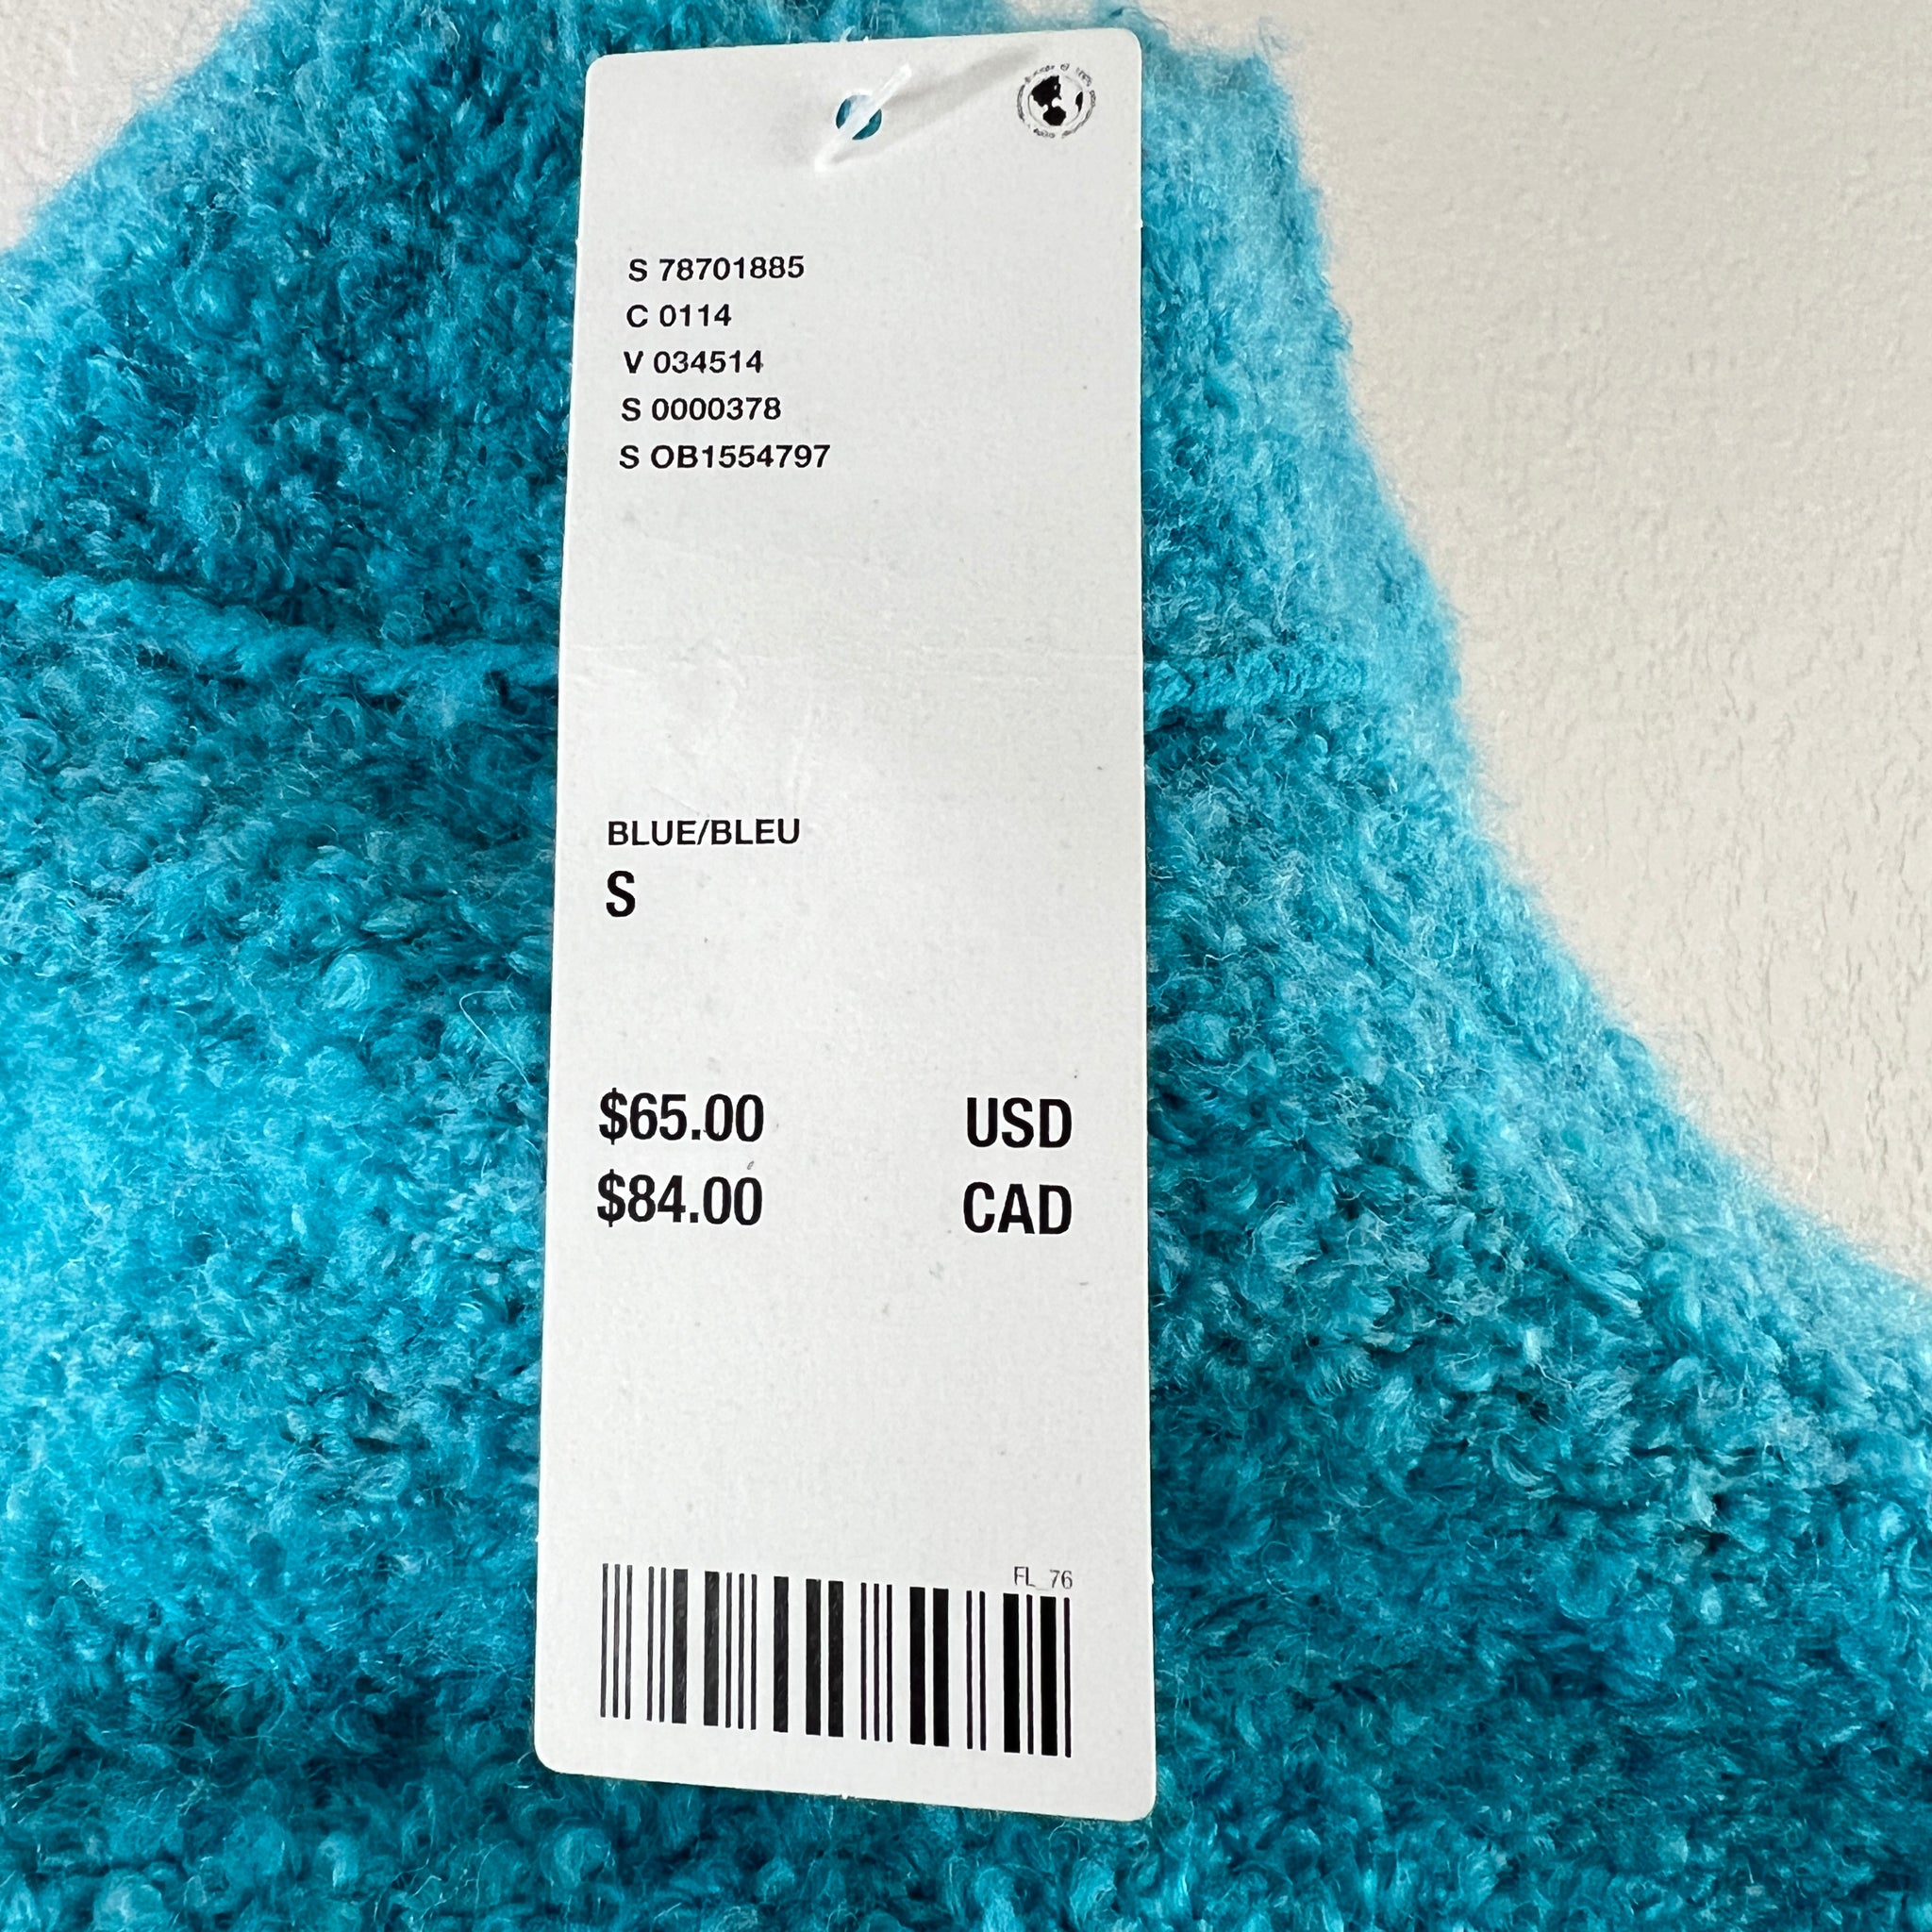 S 78701885
C 0114
V 034514
S 0000378
S OB1554797
BLUE/BLEU
S
$65.00 USD
$84.00 CAD
FL_76